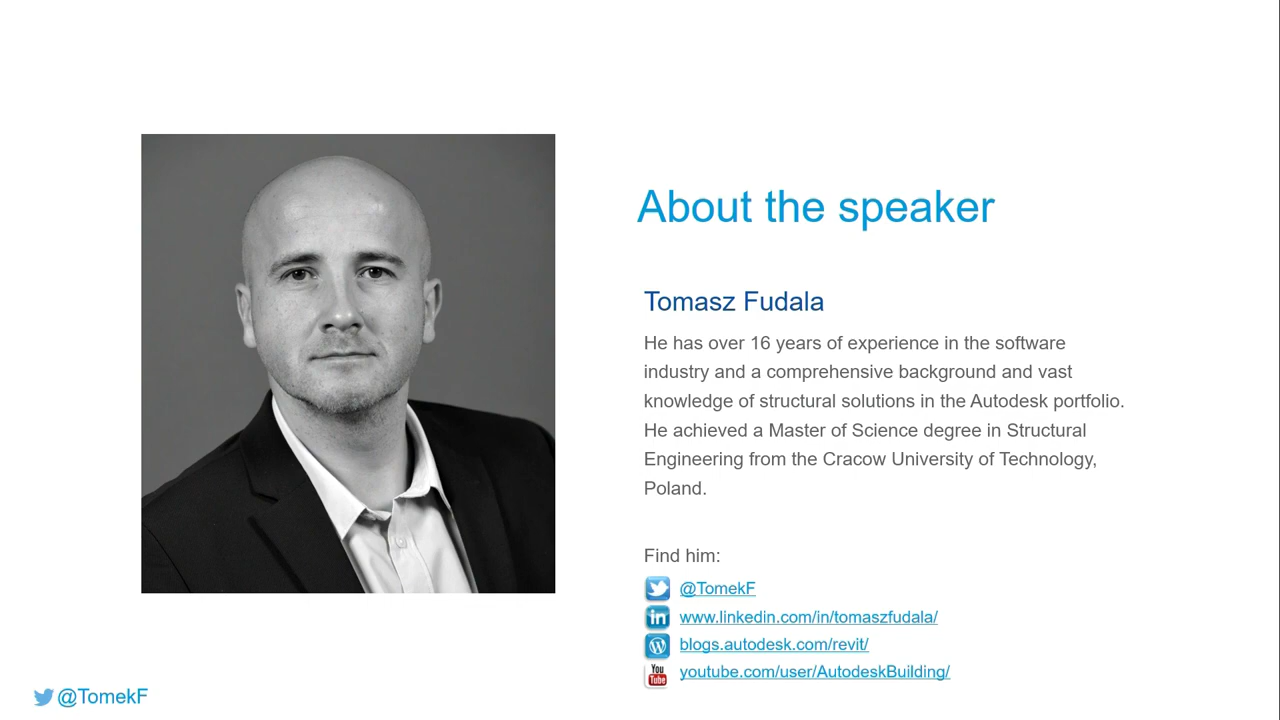 About the speaker
Tomasz Fudala
He has over 16 years of experience in the software
industry and a comprehensive background and vast
knowledge of structural solutions in the Autodesk portfolio.
He achieved a Master of Science degree in Structural
Engineering from the Cracow University of Technology,
Poland.
Find him:
@TomekF
in www.linkedin.com/in/tomaszfudala/
blogs.autodesk.com/revit/
You Tube youtube.com/user/AutodeskBuilding/
@TomekF